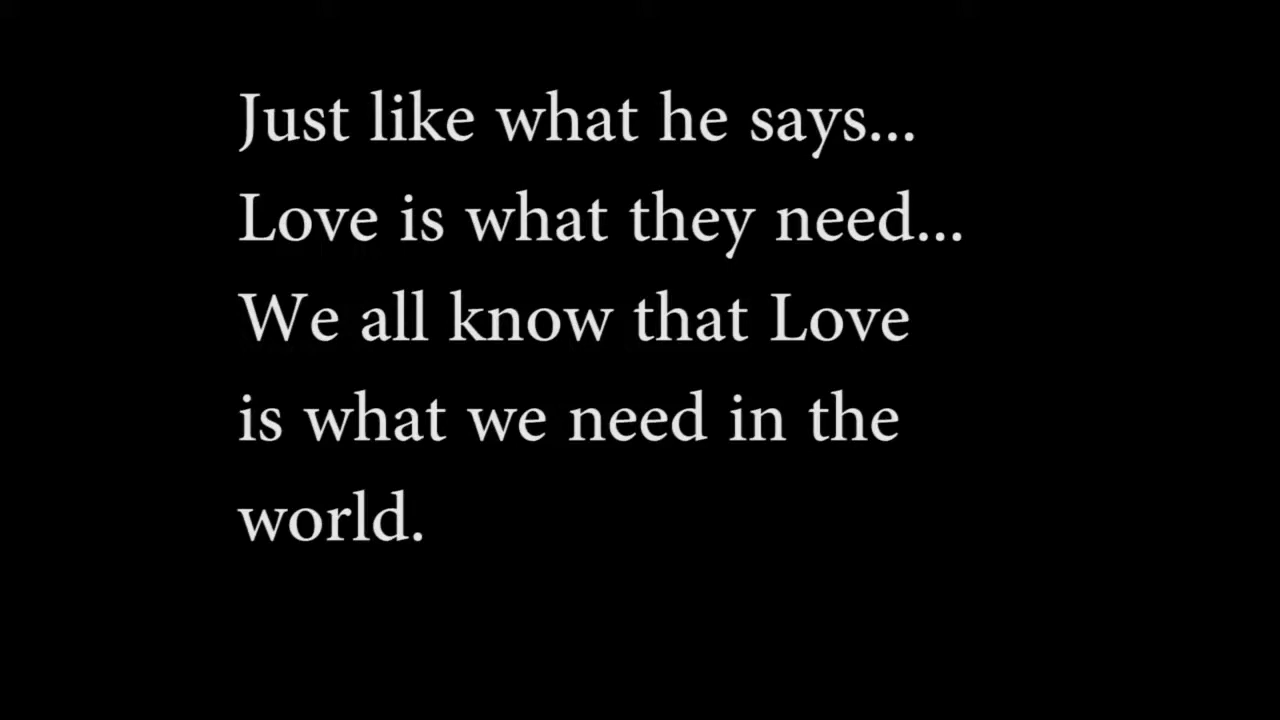 Just like what he says...
Love is what they need...
We all know that Love
is what we need in the
world.